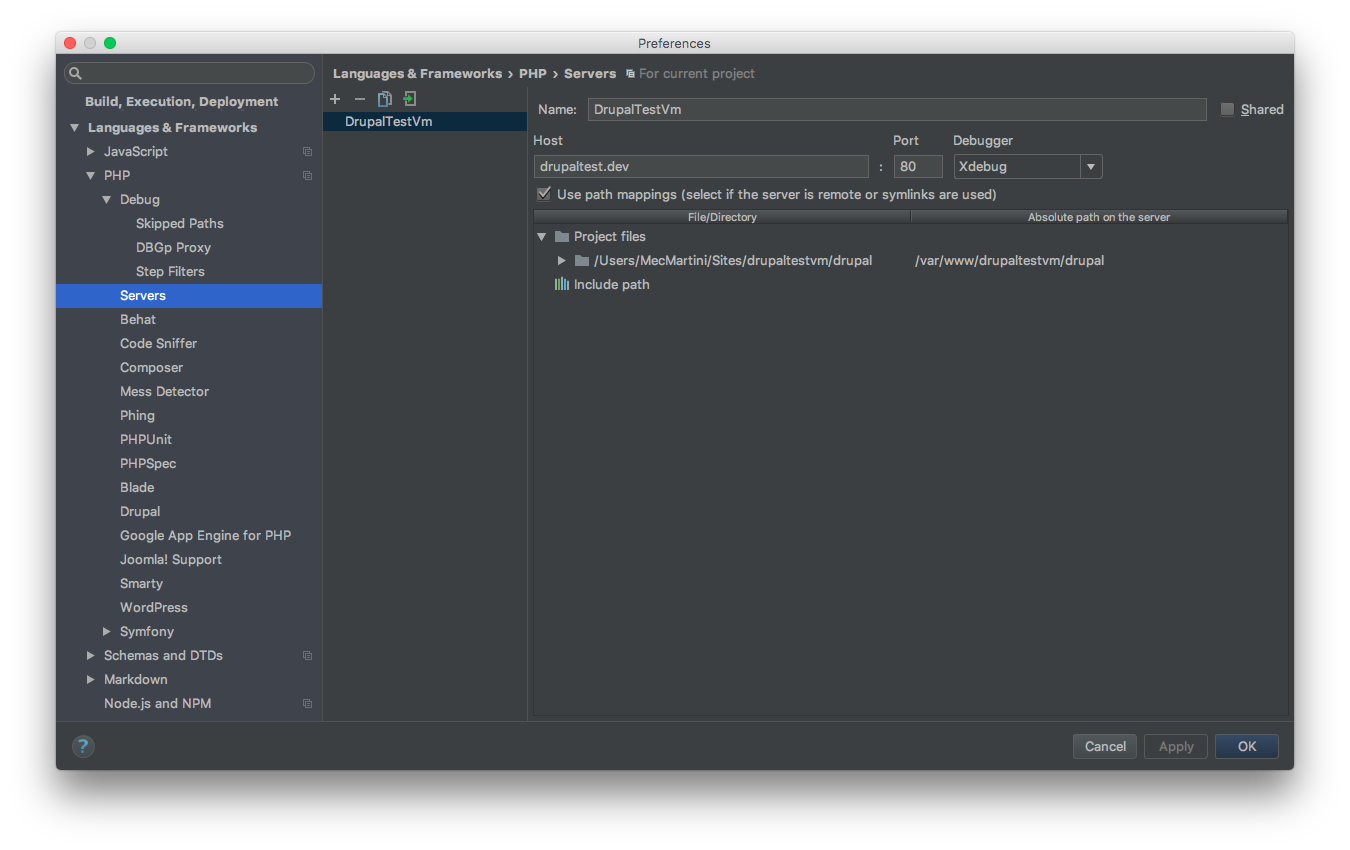 Preferences
Build, Execution, Deployment
Languages & Frameworks
JavaScript
PHP
Debug
Skipped Paths
DBGp Proxy
Step Filters
Servers
Behat
Code Sniffer
Composer
Mess Detector
Phing
PHPUnit
PHPSpec
Blade
Drupal
Google App Engine for PHP
Joomla! Support
Smarty
WordPress
Symfony
Schemas and DTDs
Markdown
Node.js and NPM
Languages & Frameworks › PHP › Servers For current project
DrupalTestVm
Name: DrupalTestVm Shared
Host Port Debugger
drupaltest.dev : 80 Xdebug
Use path mappings (select if the server is remote or symlinks are used)
File/Directory Absolute path on the server
Project files
/Users/MecMartini/Sites/drupaltestvm/drupal /var/www/drupaltestvm/drupal
Include path
? Cancel Apply OK